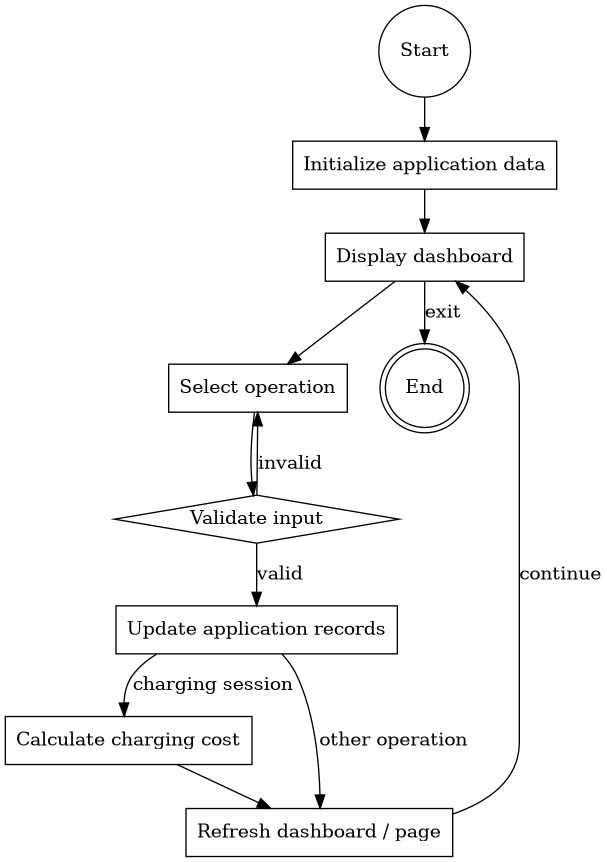 Start
Initialize application data
Display dashboard
exit
Select operation
End
invalid
Validate input
valid
continue
Update application records
charging session
Calculate charging cost
other operation
Refresh dashboard / page